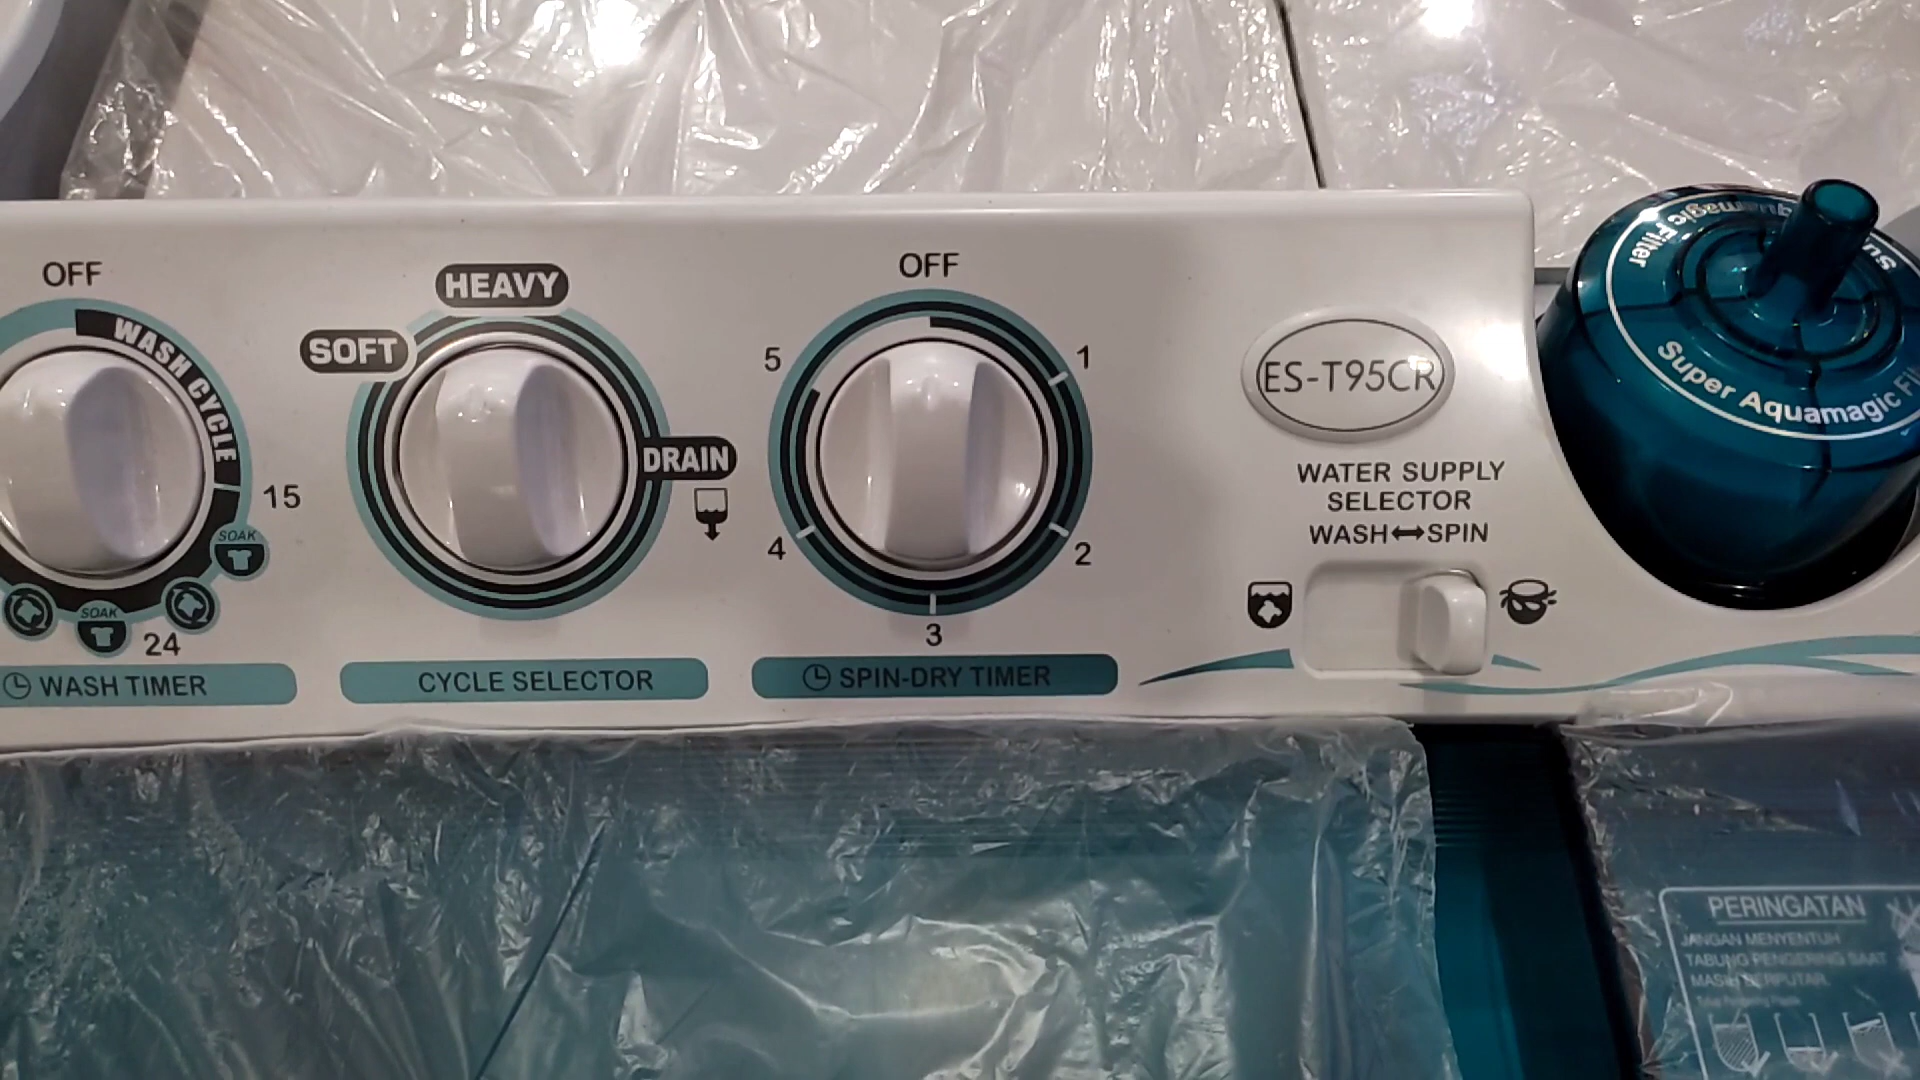 OFF
WASH CYCLE
15
SOAK
SOAK
24
WASH TIMER
HEAVY
SOFT
DRAIN
CYCLE SELECTOR
OFF
5
1
4
2
3
SPIN-DRY TIMER
ES-T95CR
WATER SUPPLY
SELECTOR
WASH↔SPIN
Super Aquamagic
Aquamagic Filter
PERINGATAN
JANGAN MENYENTUH
TABUNG PENGERING SAAT
MASIH BERPUTAR.